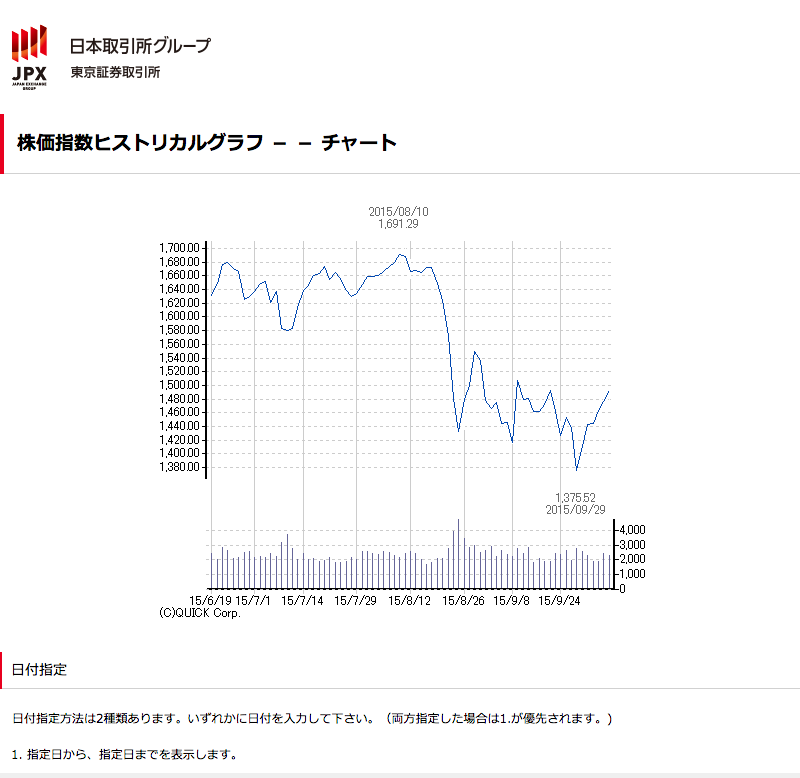 JPX
JAPAN EXCHANGE
GROUP
日本取引所グループ
東京証券取引所
株価指数ヒストリカルグラフ － － チャート
2015/08/10
1,691.29
1,700.00
1,680.00
1,660.00
1,640.00
1,620.00
1,600.00
1,580.00
1,560.00
1,540.00
1,520.00
1,500.00
1,480.00
1,460.00
1,440.00
1,420.00
1,400.00
1,380.00
1,375.52
2015/09/29
4,000
3,000
2,000
1,000
0
15/6/19 15/7/1 15/7/14 15/7/29 15/8/12 15/8/26 15/9/8 15/9/24
(C)QUICK Corp.
日付指定
日付指定方法は2種類あります。いずれかに日付を入力して下さい。（両方指定した場合は1.が優先されます。)
1. 指定日から、指定日までを表示します。